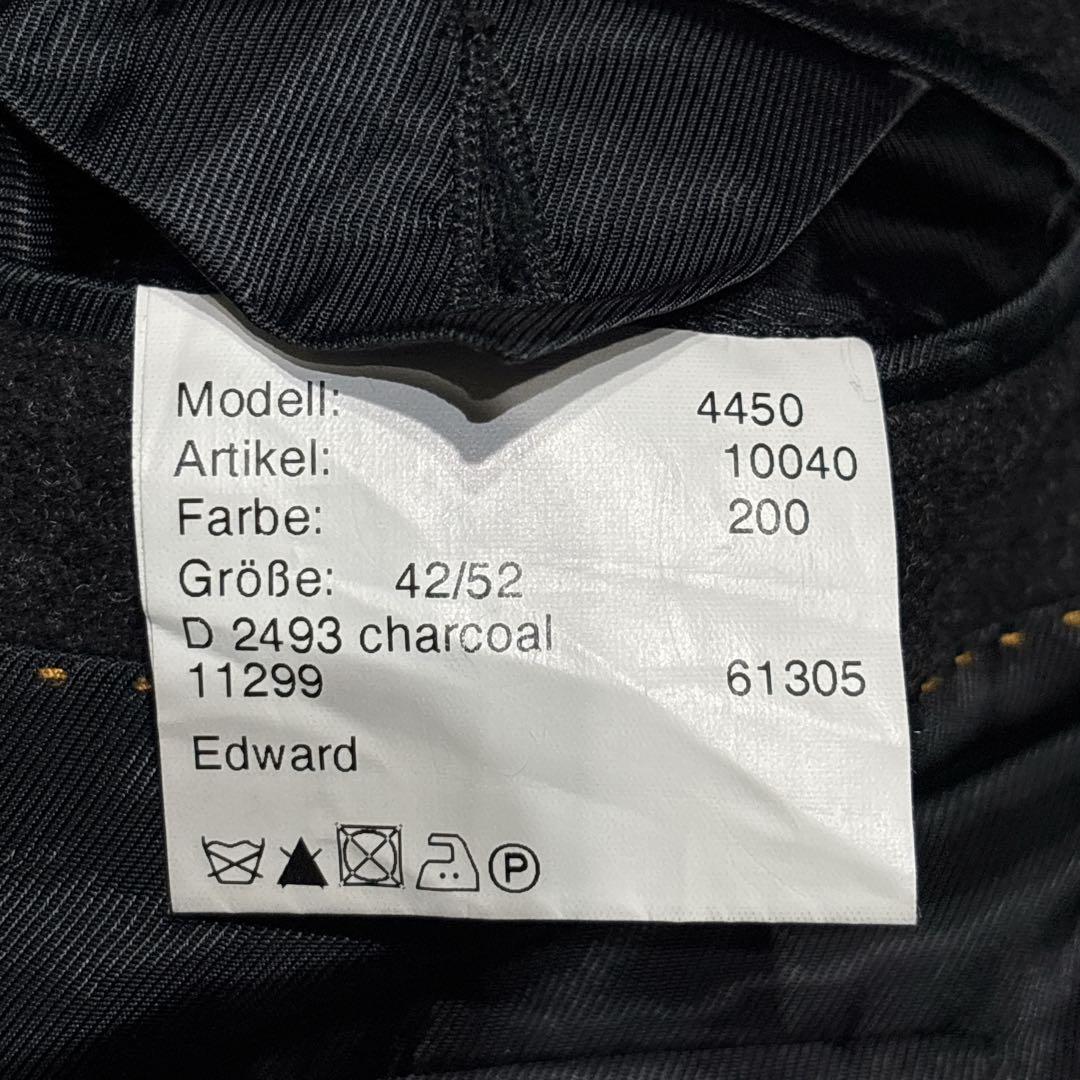 Modell: 4450
Artikel: 10040
Farbe: 200
Größe: 42/52
D 2493 charcoal
11299 61305
Edward
P